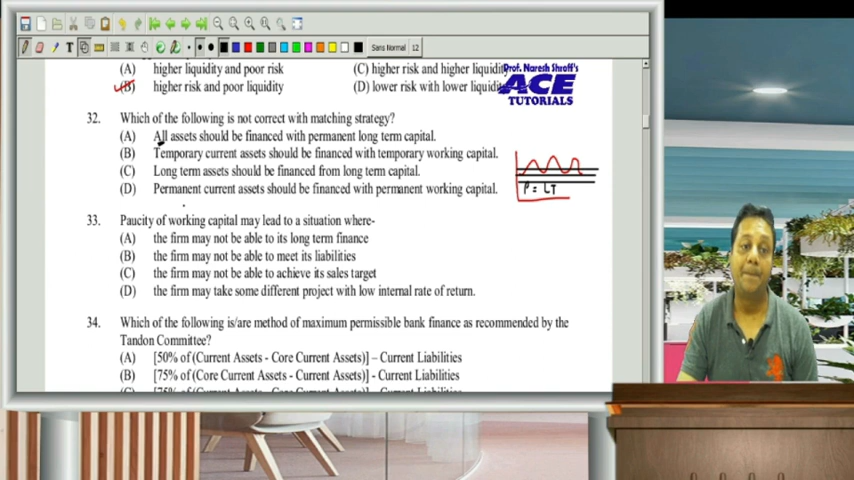 Sans Normal 12
(A) higher liquidity and poor risk (C) higher risk and higher liquidity
(B) higher risk and poor liquidity (D) lower risk with lower liquidity
Prof. Naresh Shroff's
ACE
TUTORIALS
32. Which of the following is not correct with matching strategy?
(A) All assets should be financed with permanent long term capital.
(B) Temporary current assets should be financed with temporary working capital.
(C) Long term assets should be financed from long term capital.
(D) Permanent current assets should be financed with permanent working capital.
P = LT
33. Paucity of working capital may lead to a situation where-
(A) the firm may not be able to its long term finance
(B) the firm may not be able to meet its liabilities
(C) the firm may not be able to achieve its sales target
(D) the firm may take some different project with low internal rate of return.
34. Which of the following is/are method of maximum permissible bank finance as recommended by the
Tandon Committee?
(A) [50% of (Current Assets - Core Current Assets)] – Current Liabilities
(B) [75% of (Core Current Assets - Current Assets)] - Current Liabilities